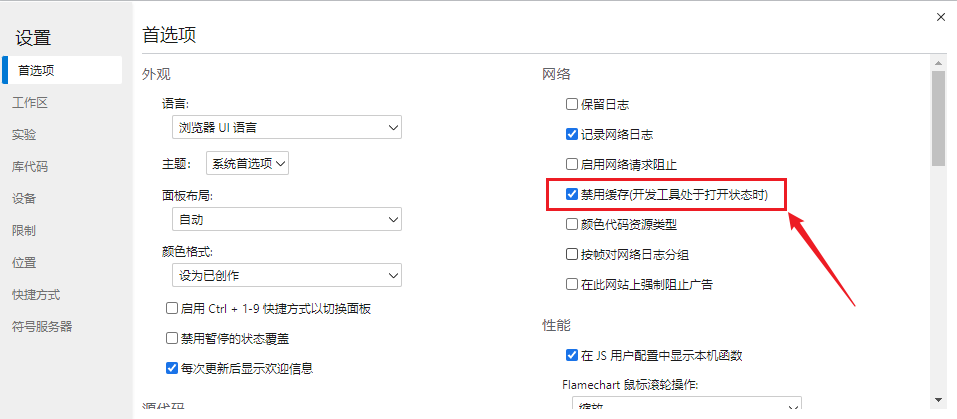 设置
首选项
工作区
实验
库代码
设备
限制
位置
快捷方式
符号服务器
首选项
外观
语言:
浏览器 UI 语言
主题:
系统首选项
面板布局:
自动
颜色格式:
设为已创作
启用 Ctrl + 1-9 快捷方式以切换面板
禁用暂停的状态覆盖
每次更新后显示欢迎信息
源代码
网络
保留日志
记录网络日志
启用网络请求阻止
禁用缓存(开发工具处于打开状态时)
颜色代码资源类型
按帧对网络日志分组
在此网站上强制阻止广告
性能
在 JS 用户配置中显示本机函数
Flamechart 鼠标滚轮操作:
缩放